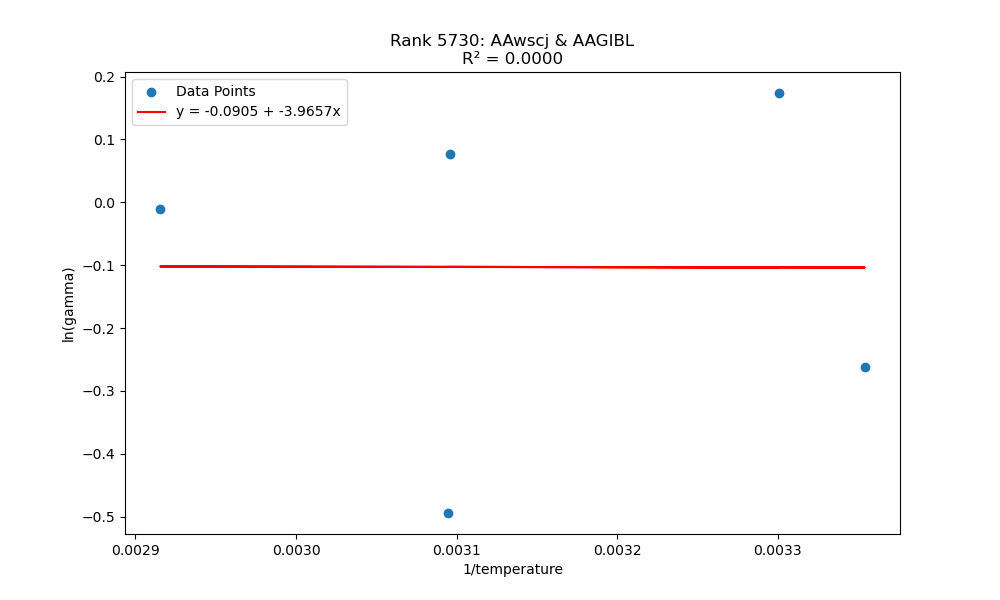 Rank 5730: AAwscj & AAGIBL
R² = 0.0000
Data Points
y = -0.0905 + -3.9657x
0.2
0.1
0.0
−0.1
−0.2
−0.3
−0.4
−0.5
ln(gamma)
0.0029
0.0030
0.0031
0.0032
0.0033
1/temperature